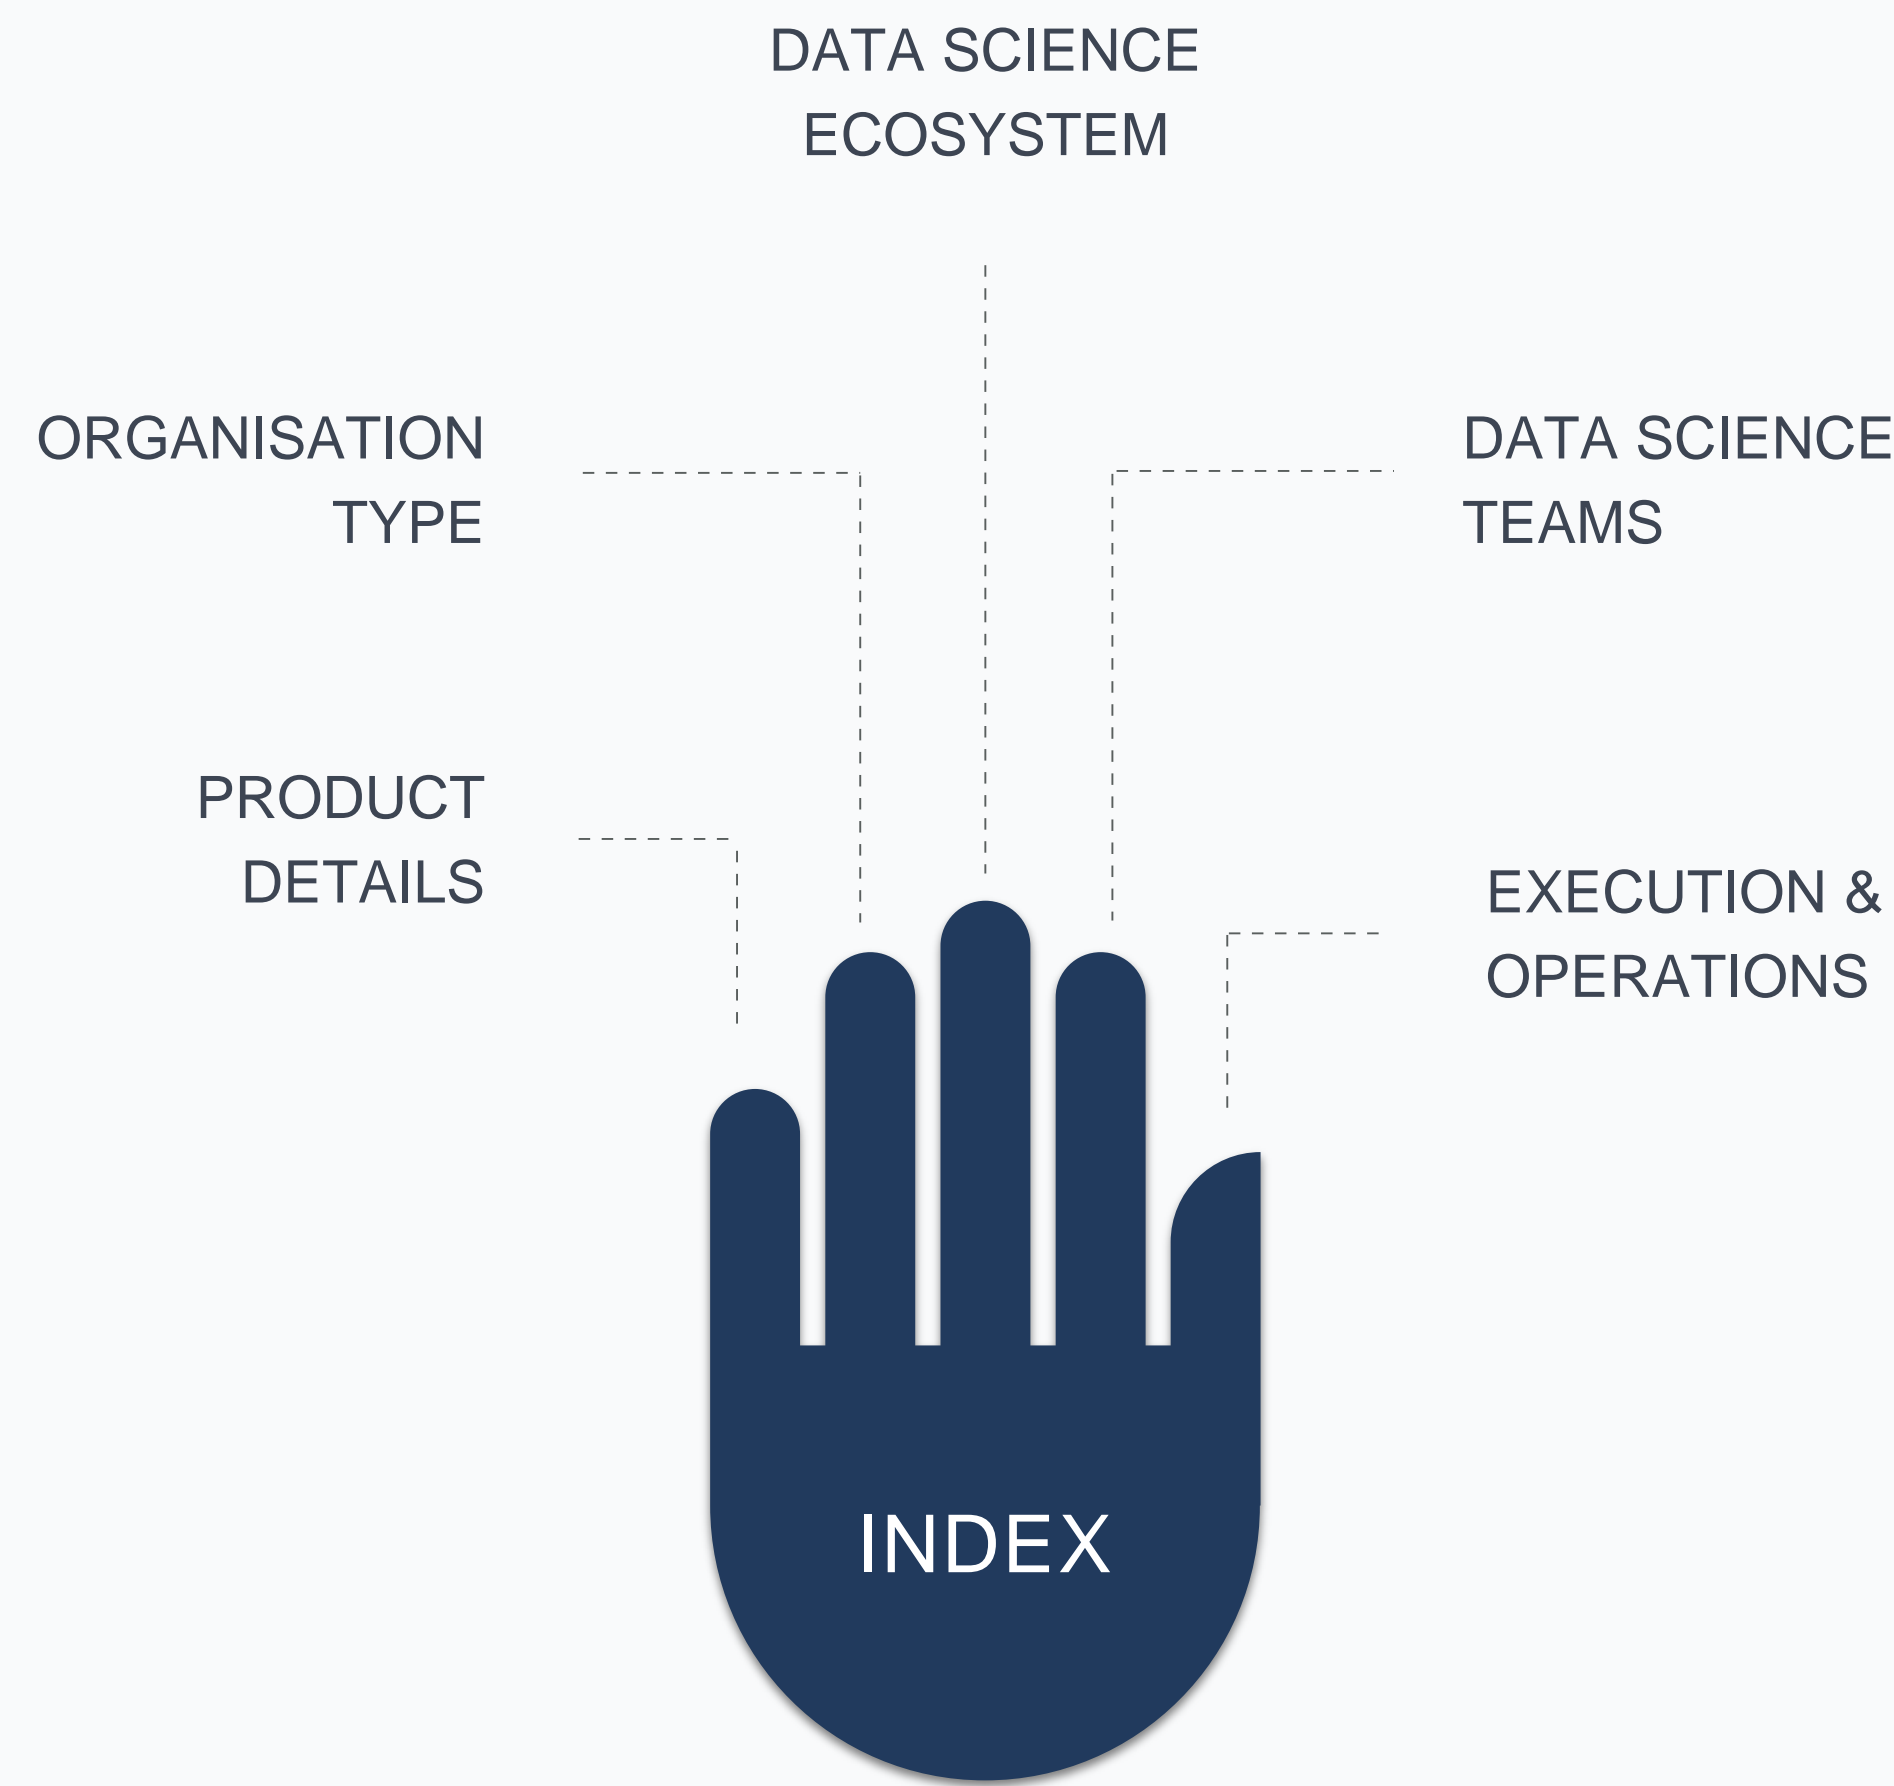 DATA SCIENCE
ECOSYSTEM
ORGANISATION
TYPE
DATA SCIENCE
TEAMS
PRODUCT
DETAILS
EXECUTION &
OPERATIONS
INDEX